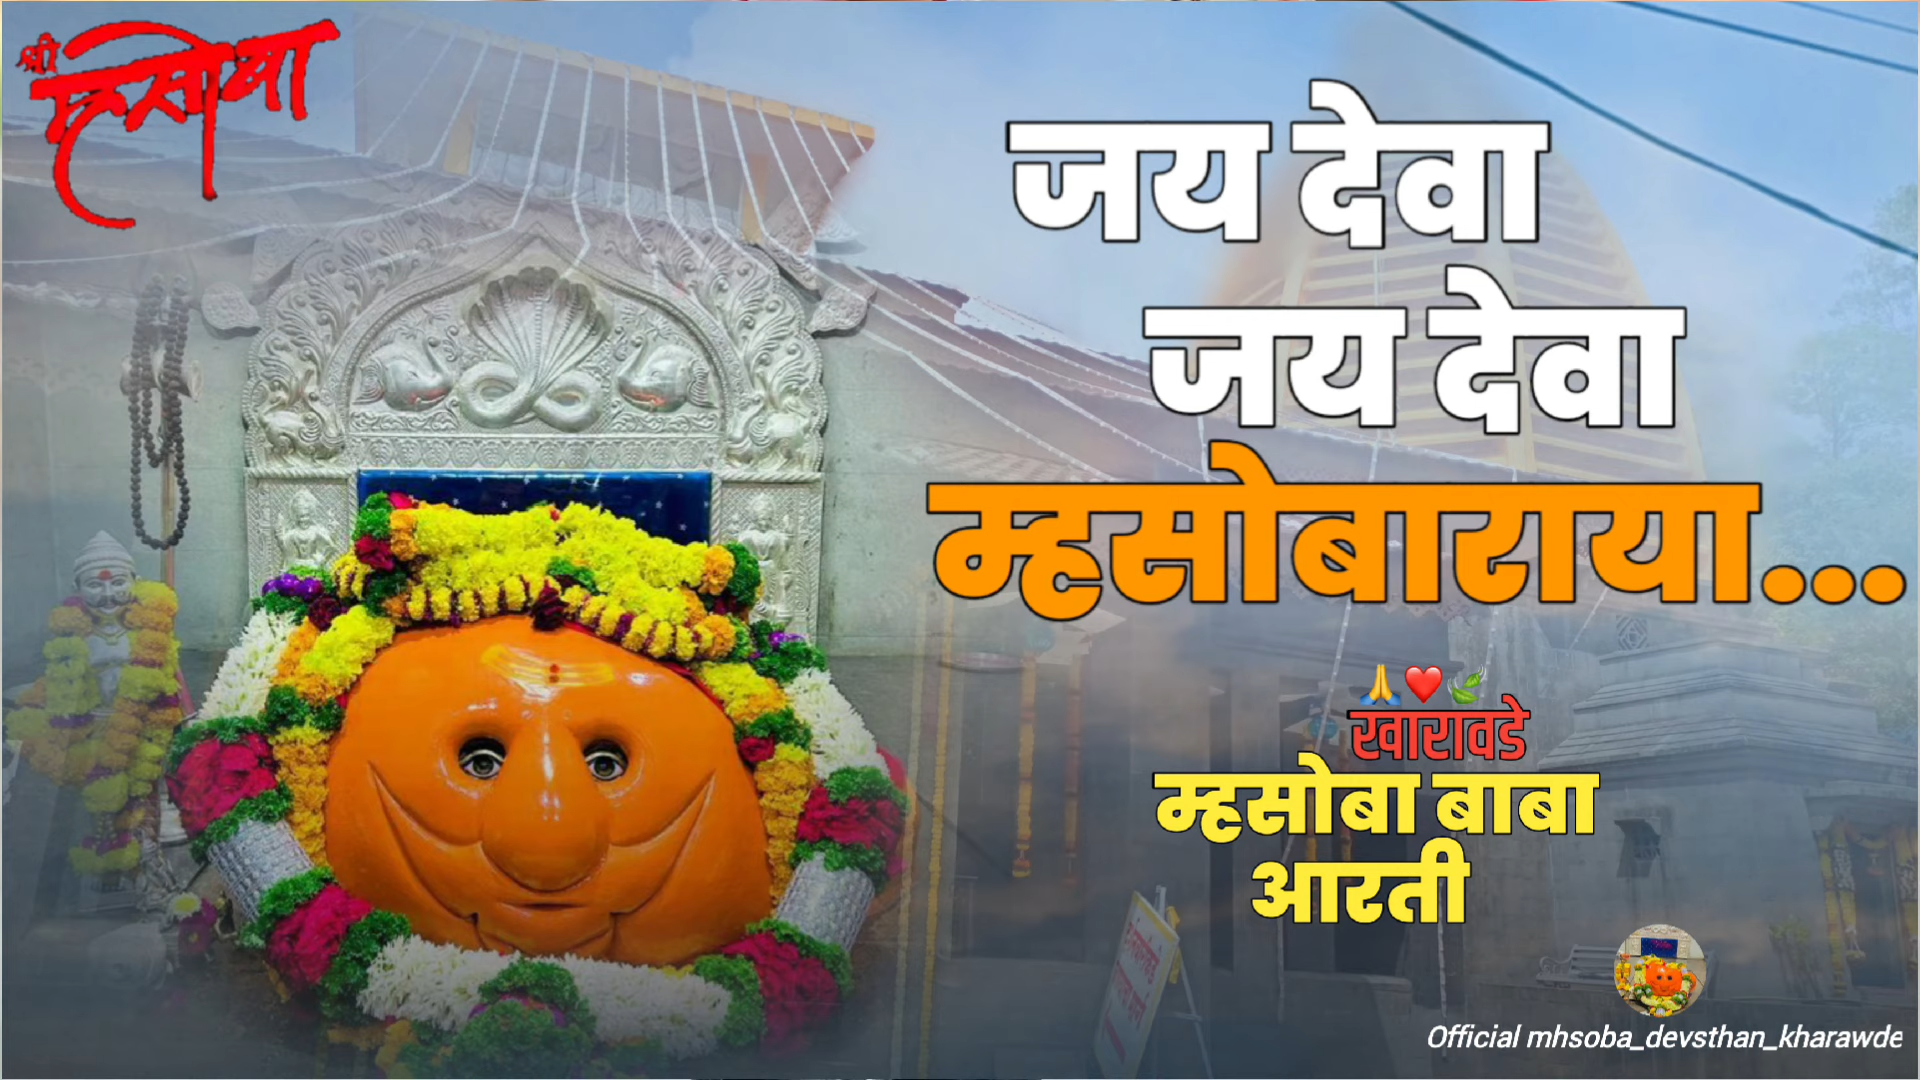 श्री
म्हसोबा
जय देवा
जय देवा
म्हसोबाराया...
🙏❤️🍃
खारावडे
म्हसोबा बाबा
आरती
Official mhsoba_devsthan_kharawde